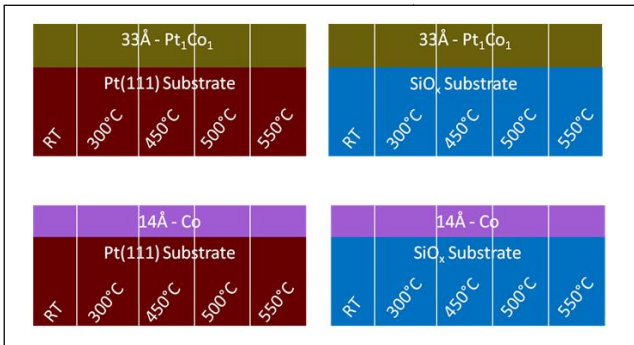 33Å - Pt₁Co₁
Pt(111) Substrate
RT 300°C 450°C 500°C 550°C
33Å - Pt₁Co₁
SiOₓ Substrate
RT 300°C 450°C 500°C 550°C
14Å - Co
Pt(111) Substrate
RT 300°C 450°C 500°C 550°C
14Å - Co
SiOₓ Substrate
RT 300°C 450°C 500°C 550°C